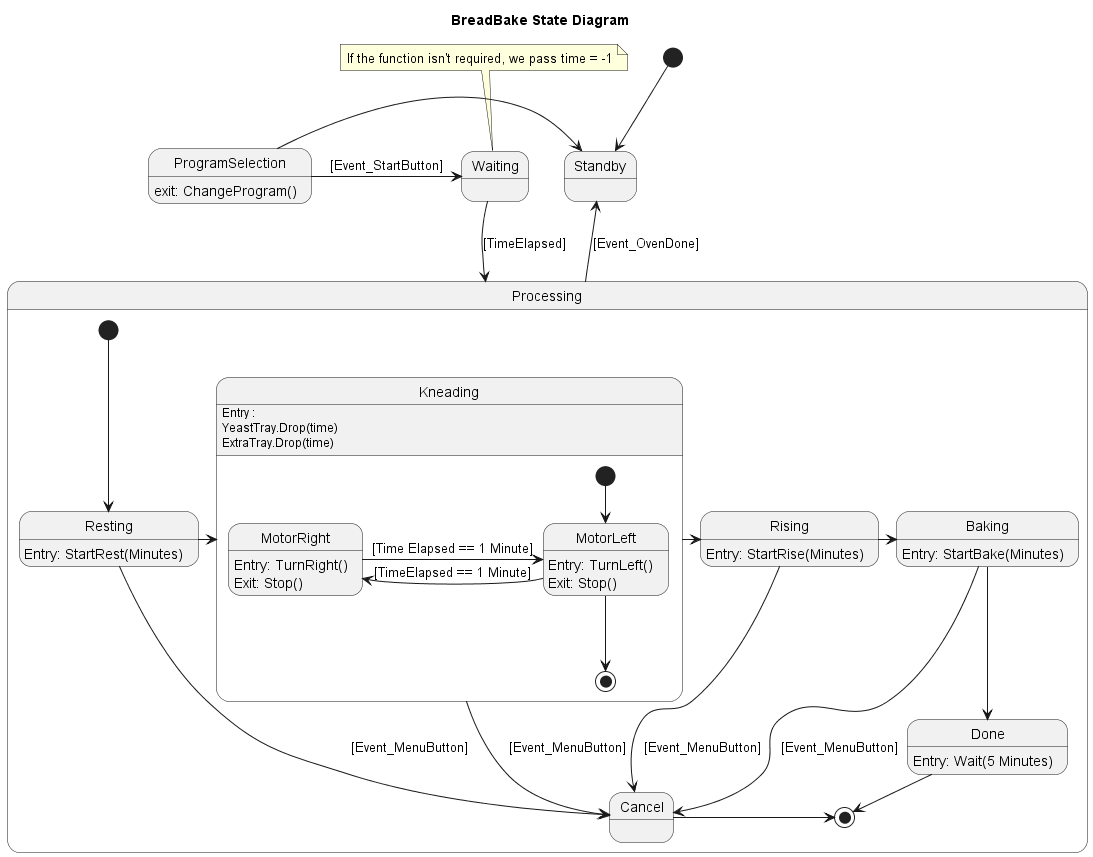 BreadBake State Diagram
If the function isn't required, we pass time = -1
ProgramSelection
exit: ChangeProgram()
[Event_StartButton]
Waiting
Standby
[TimeElapsed]
[Event_OvenDone]
Processing
Kneading
Entry :
YeastTray.Drop(time)
ExtraTray.Drop(time)
Resting
Entry: StartRest(Minutes)
MotorRight
Entry: TurnRight()
Exit: Stop()
[Time Elapsed == 1 Minute]
[TimeElapsed == 1 Minute]
MotorLeft
Entry: TurnLeft()
Exit: Stop()
Rising
Entry: StartRise(Minutes)
Baking
Entry: StartBake(Minutes)
[Event_MenuButton]
[Event_MenuButton]
[Event_MenuButton]
[Event_MenuButton]
Done
Entry: Wait(5 Minutes)
Cancel